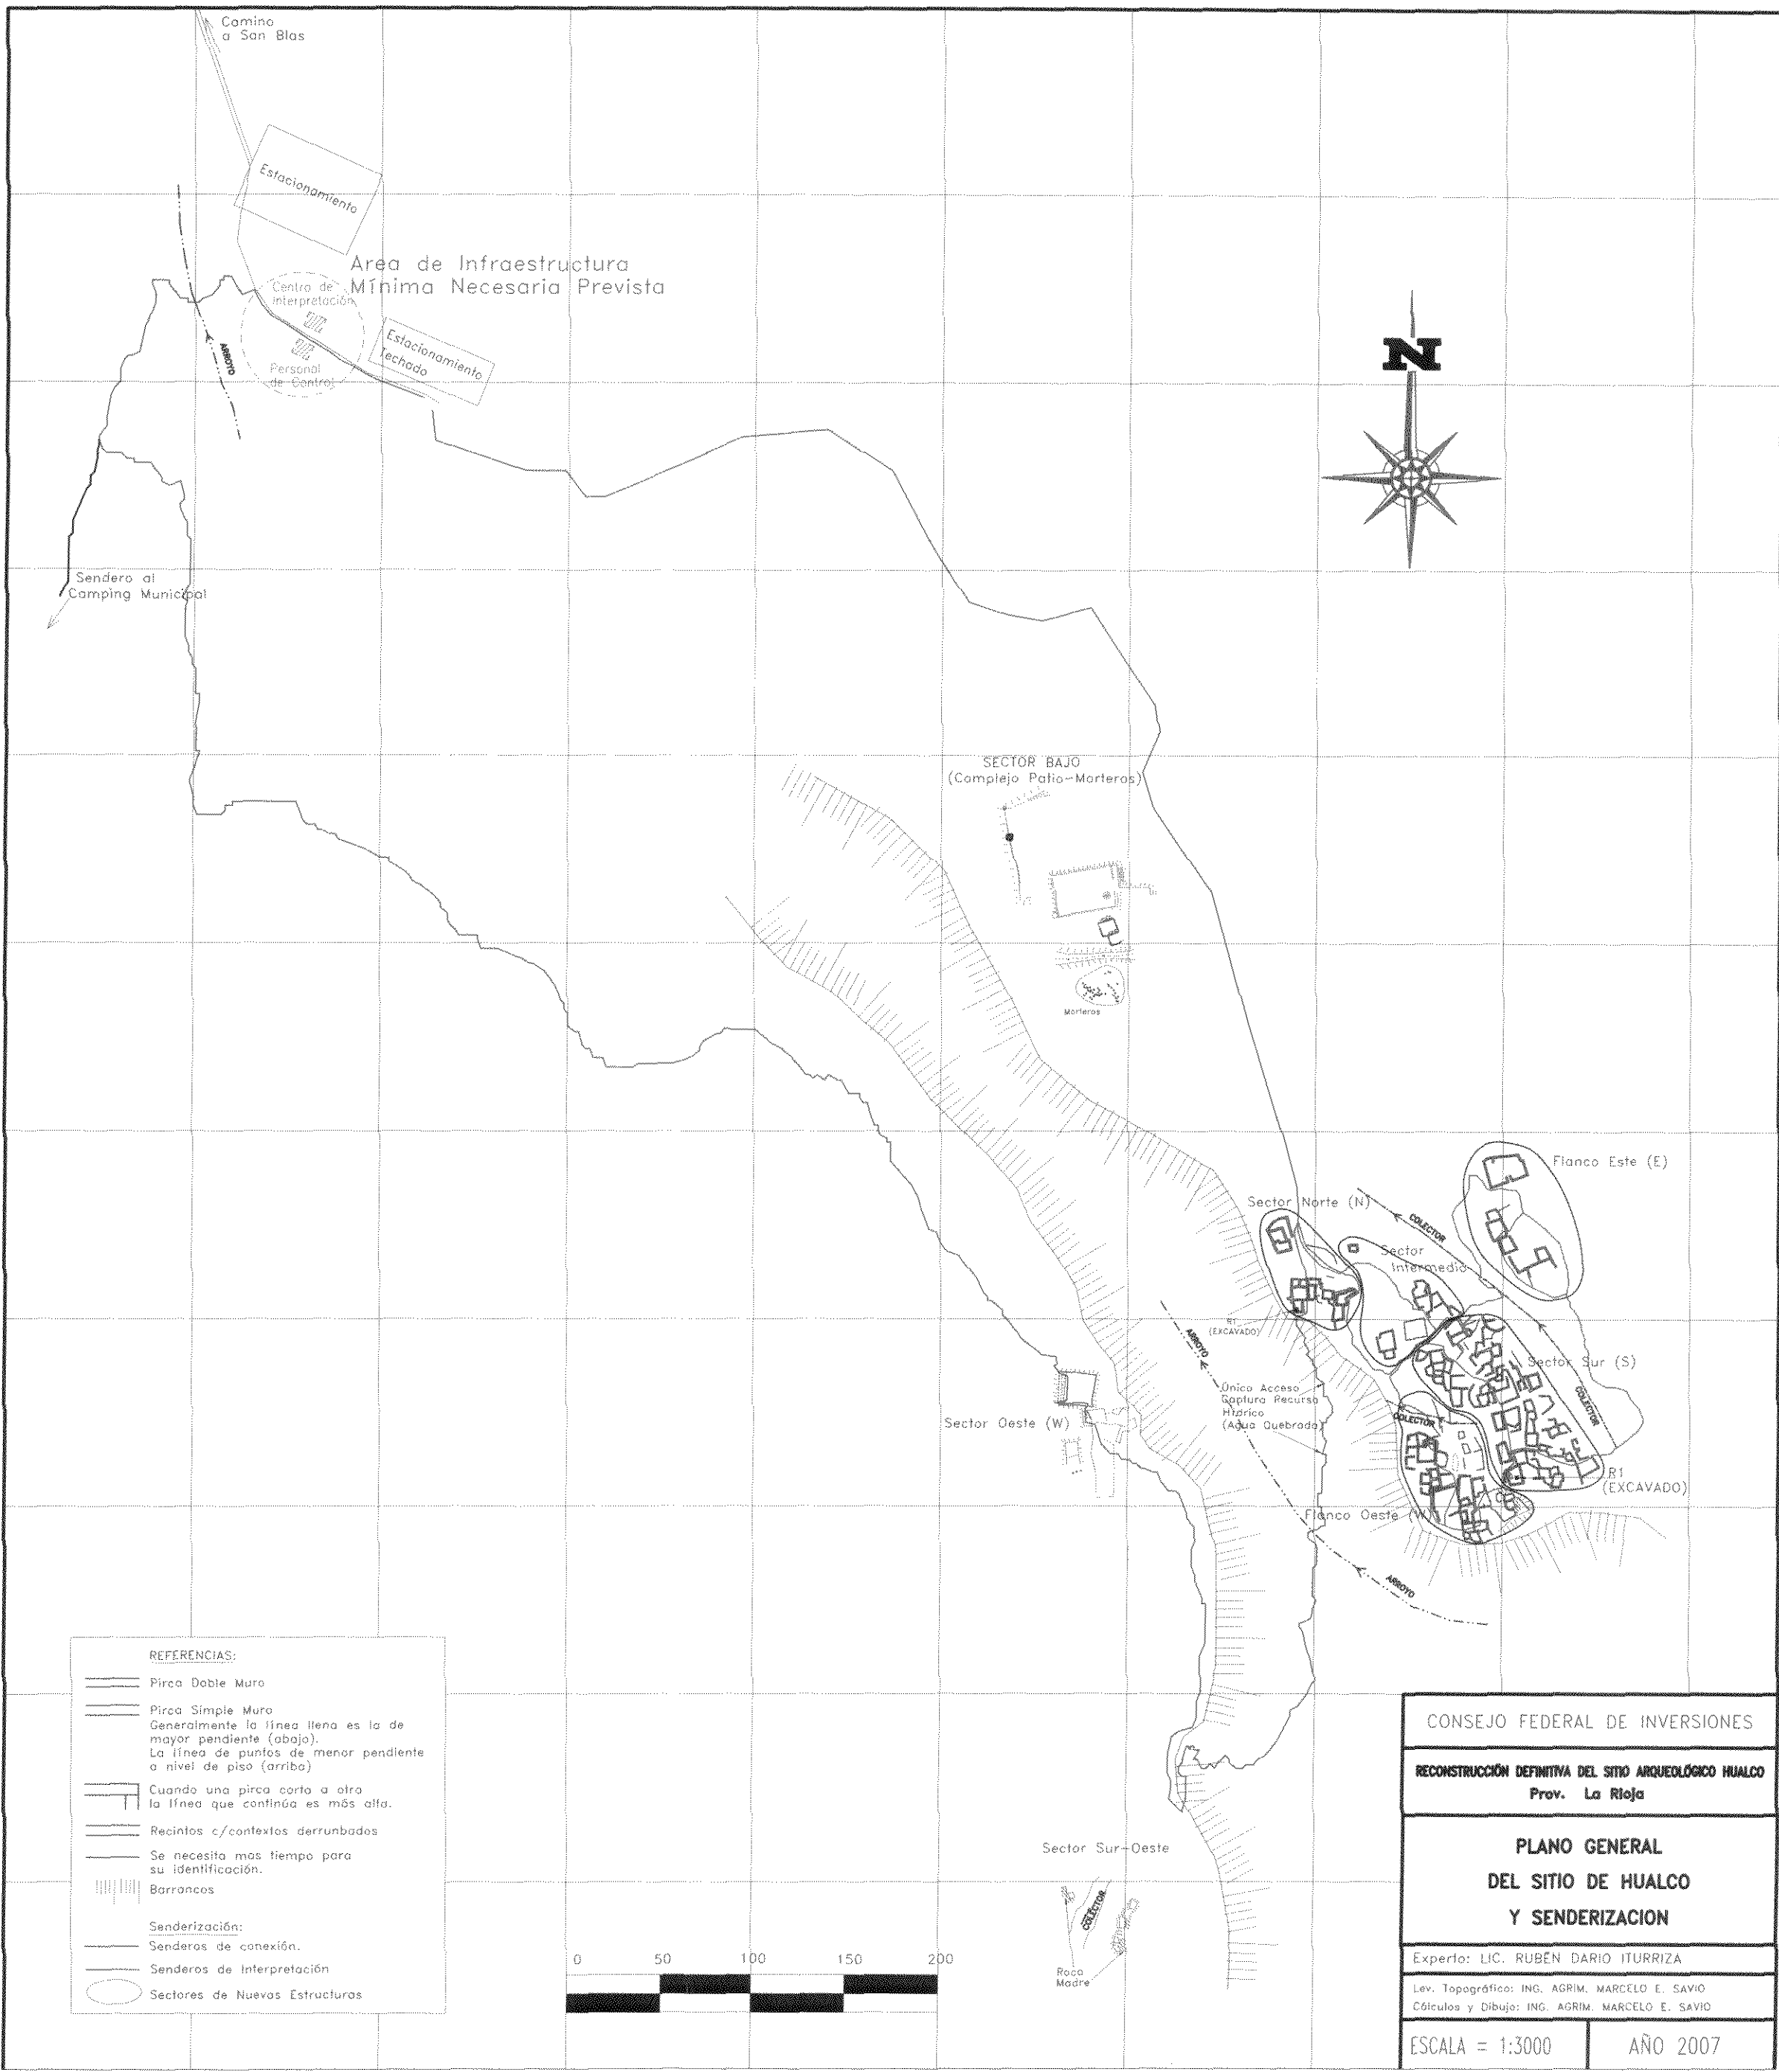 Camino
a San Blas
Estacionamiento
Area de Infraestructura
Mínima Necesaria Prevista
Centro de
Interpretación
Estacionamiento
Techado
Personal
de Control
ARROYO
N
Sendero al
Camping Municipal
SECTOR BAJO
(Complejo Patio-Morteros)
Morteros
Flanco Este (E)
Sector Norte (N)
COLECTOR
Sector
Intermedio
R1
(EXCAVADO)
ARROYO
Sector Sur (S)
Único Acceso
Captura Recurso
Hídrico
(Agua Quebrada)
COLECTOR
COLECTOR
Sector Oeste (W)
R1
(EXCAVADO)
Flanco Oeste (W)
ARROYO
REFERENCIAS:
Pirca Doble Muro
Pirca Simple Muro
Generalmente la línea llena es la de
mayor pendiente (abajo).
La línea de puntos de menor pendiente
a nivel de piso (arriba)
Cuando una pirca corta a otra
la línea que continúa es más alta.
Recintos c/contextos derrunbados
Se necesita mas tiempo para
su identificación.
Barrancos
Senderización:
Senderos de conexión.
Senderos de Interpretación
Sectores de Nuevas Estructuras
0 50 100 150 200
Sector Sur-Oeste
COLECTOR
Roca
Madre
CONSEJO FEDERAL DE INVERSIONES
RECONSTRUCCIÓN DEFINITIVA DEL SITIO ARQUEOLÓGICO HUALCO
Prov. La Rioja
PLANO GENERAL
DEL SITIO DE HUALCO
Y SENDERIZACION
Experto: LIC. RUBÉN DARIO ITURRIZA
Lev. Topográfico: ING. AGRIM. MARCELO E. SAVIO
Cálculos y Dibujo: ING. AGRIM. MARCELO E. SAVIO
ESCALA = 1:3000
AÑO 2007